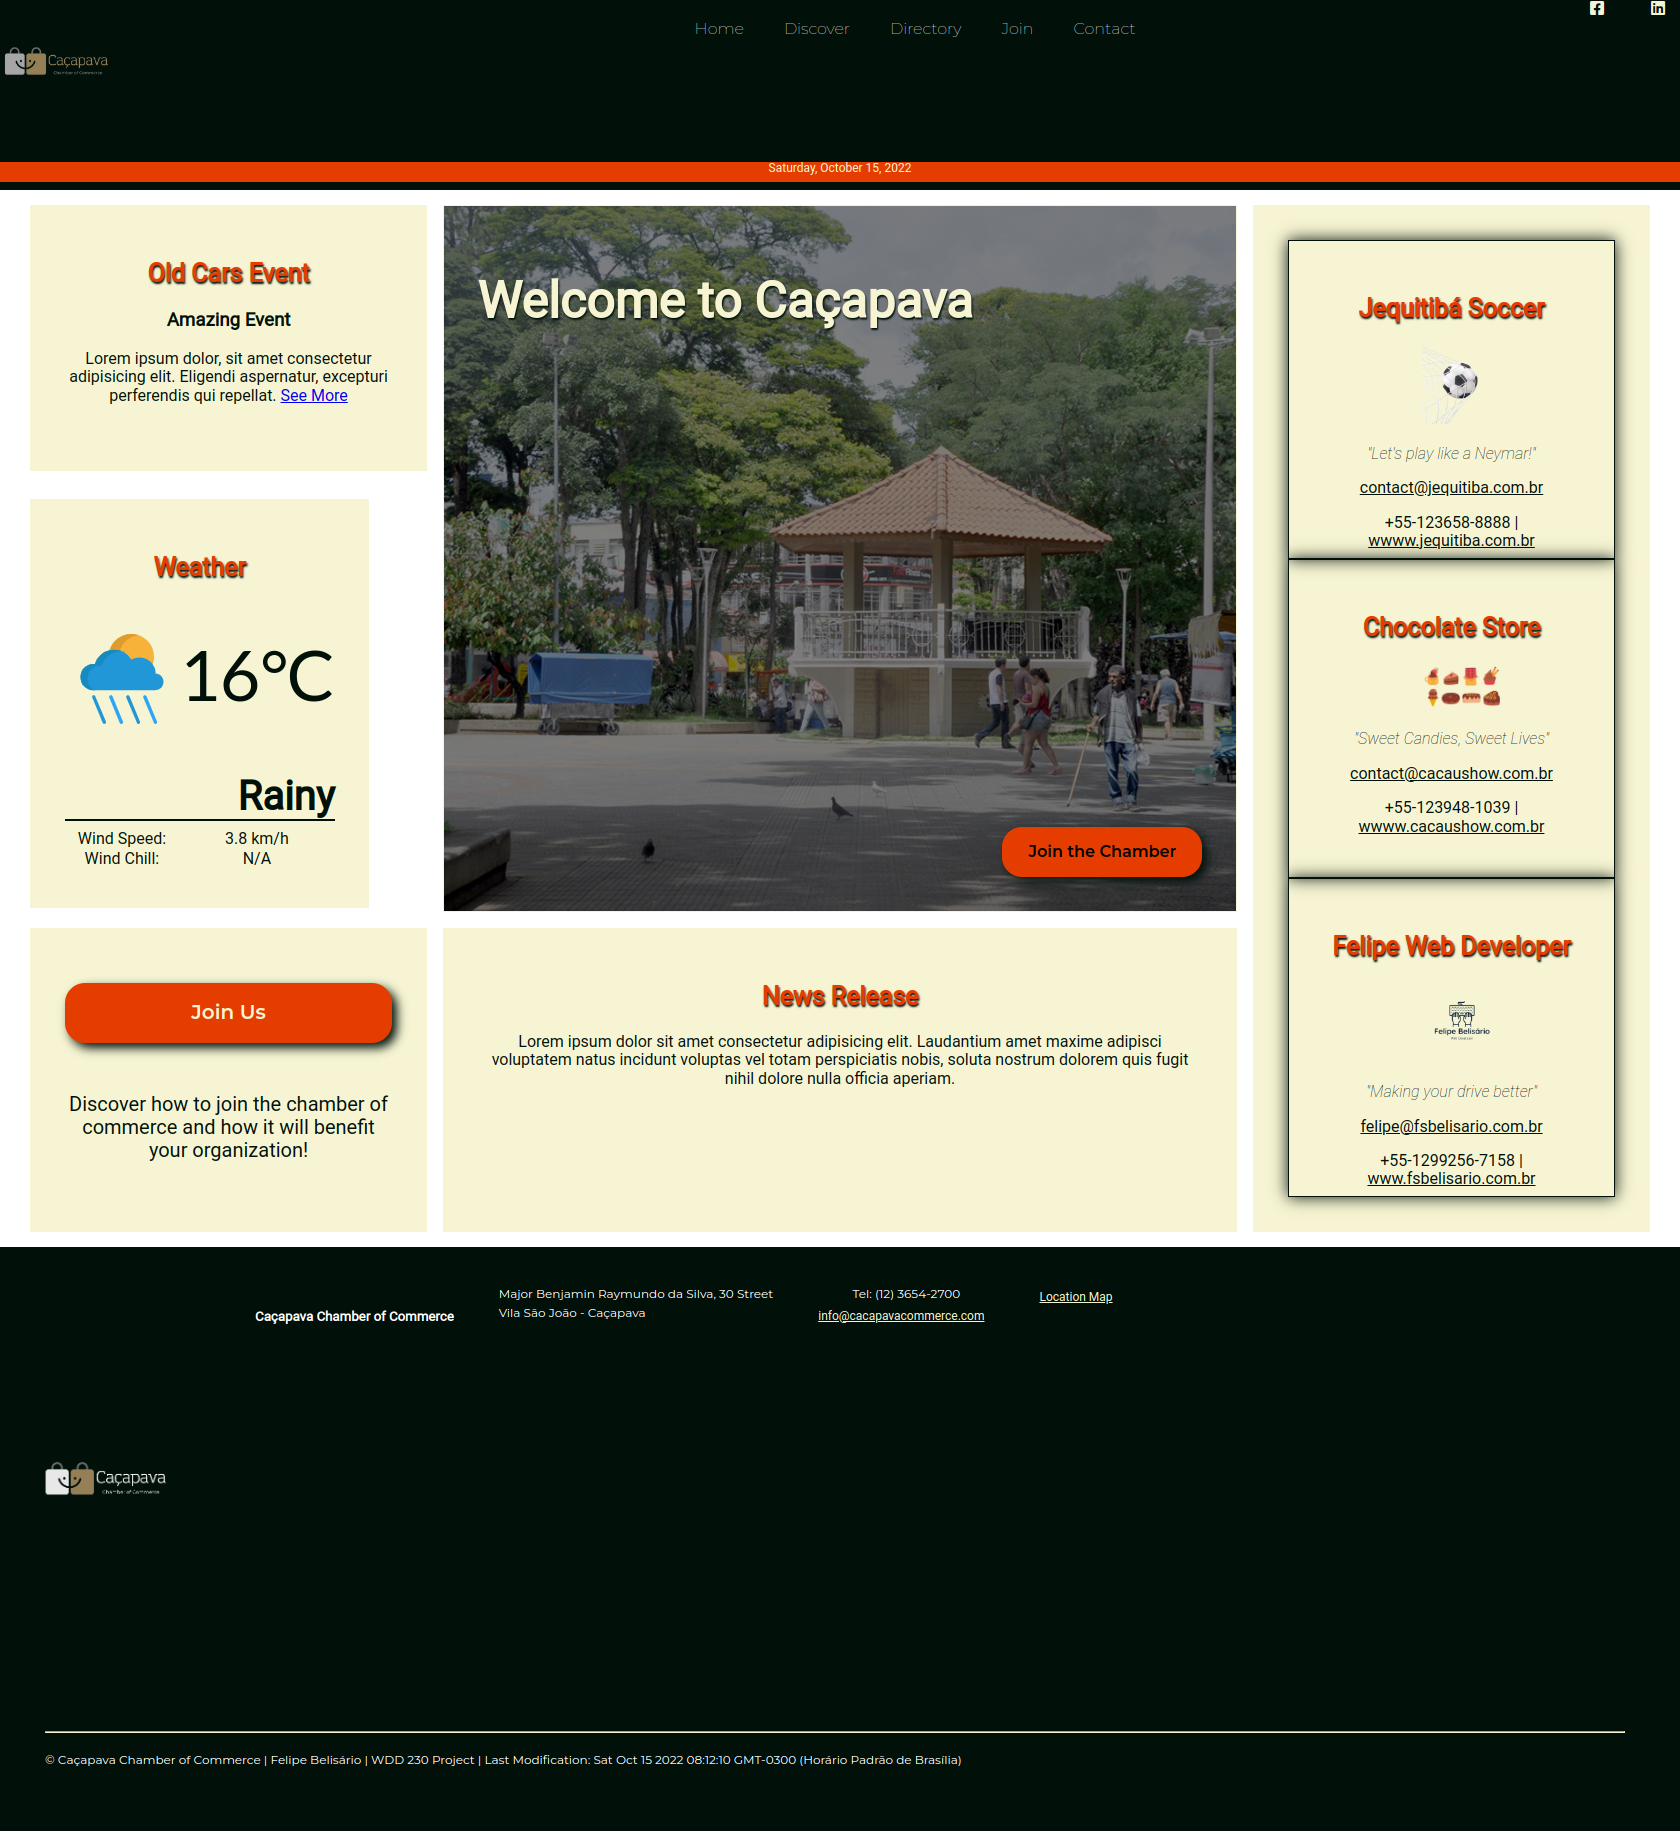 Home Discover Directory Join Contact
Caçapava
Chamber of Commerce
Saturday, October 15, 2022
Old Cars Event
Amazing Event
Lorem ipsum dolor, sit amet consectetur
adipisicing elit. Eligendi aspernatur, excepturi
perferendis qui repellat. See More
Weather
16°C
Rainy
Wind Speed: 3.8 km/h
Wind Chill: N/A
Join Us
Discover how to join the chamber of
commerce and how it will benefit
your organization!
Welcome to Caçapava
Join the Chamber
News Release
Lorem ipsum dolor sit amet consectetur adipisicing elit. Laudantium amet maxime adipisci
voluptatem natus incidunt voluptas vel totam perspiciatis nobis, soluta nostrum dolorem quis fugit
nihil dolore nulla officia aperiam.
Jequitibá Soccer
"Let's play like a Neymar!"
contact@jequitiba.com.br
+55-123658-8888 |
wwww.jequitiba.com.br
Chocolate Store
"Sweet Candies, Sweet Lives"
contact@cacaushow.com.br
+55-123948-1039 |
wwww.cacaushow.com.br
Felipe Web Developer
Felipe Belisário
"Making your drive better"
felipe@fsbelisario.com.br
+55-1299256-7158 |
www.fsbelisario.com.br
Caçapava Chamber of Commerce
Major Benjamin Raymundo da Silva, 30 Street
Vila São João - Caçapava
Tel: (12) 3654-2700
info@cacapavacommerce.com
Location Map
Caçapava
Chamber of Commerce
© Caçapava Chamber of Commerce | Felipe Belisário | WDD 230 Project | Last Modification: Sat Oct 15 2022 08:12:10 GMT-0300 (Horário Padrão de Brasília)